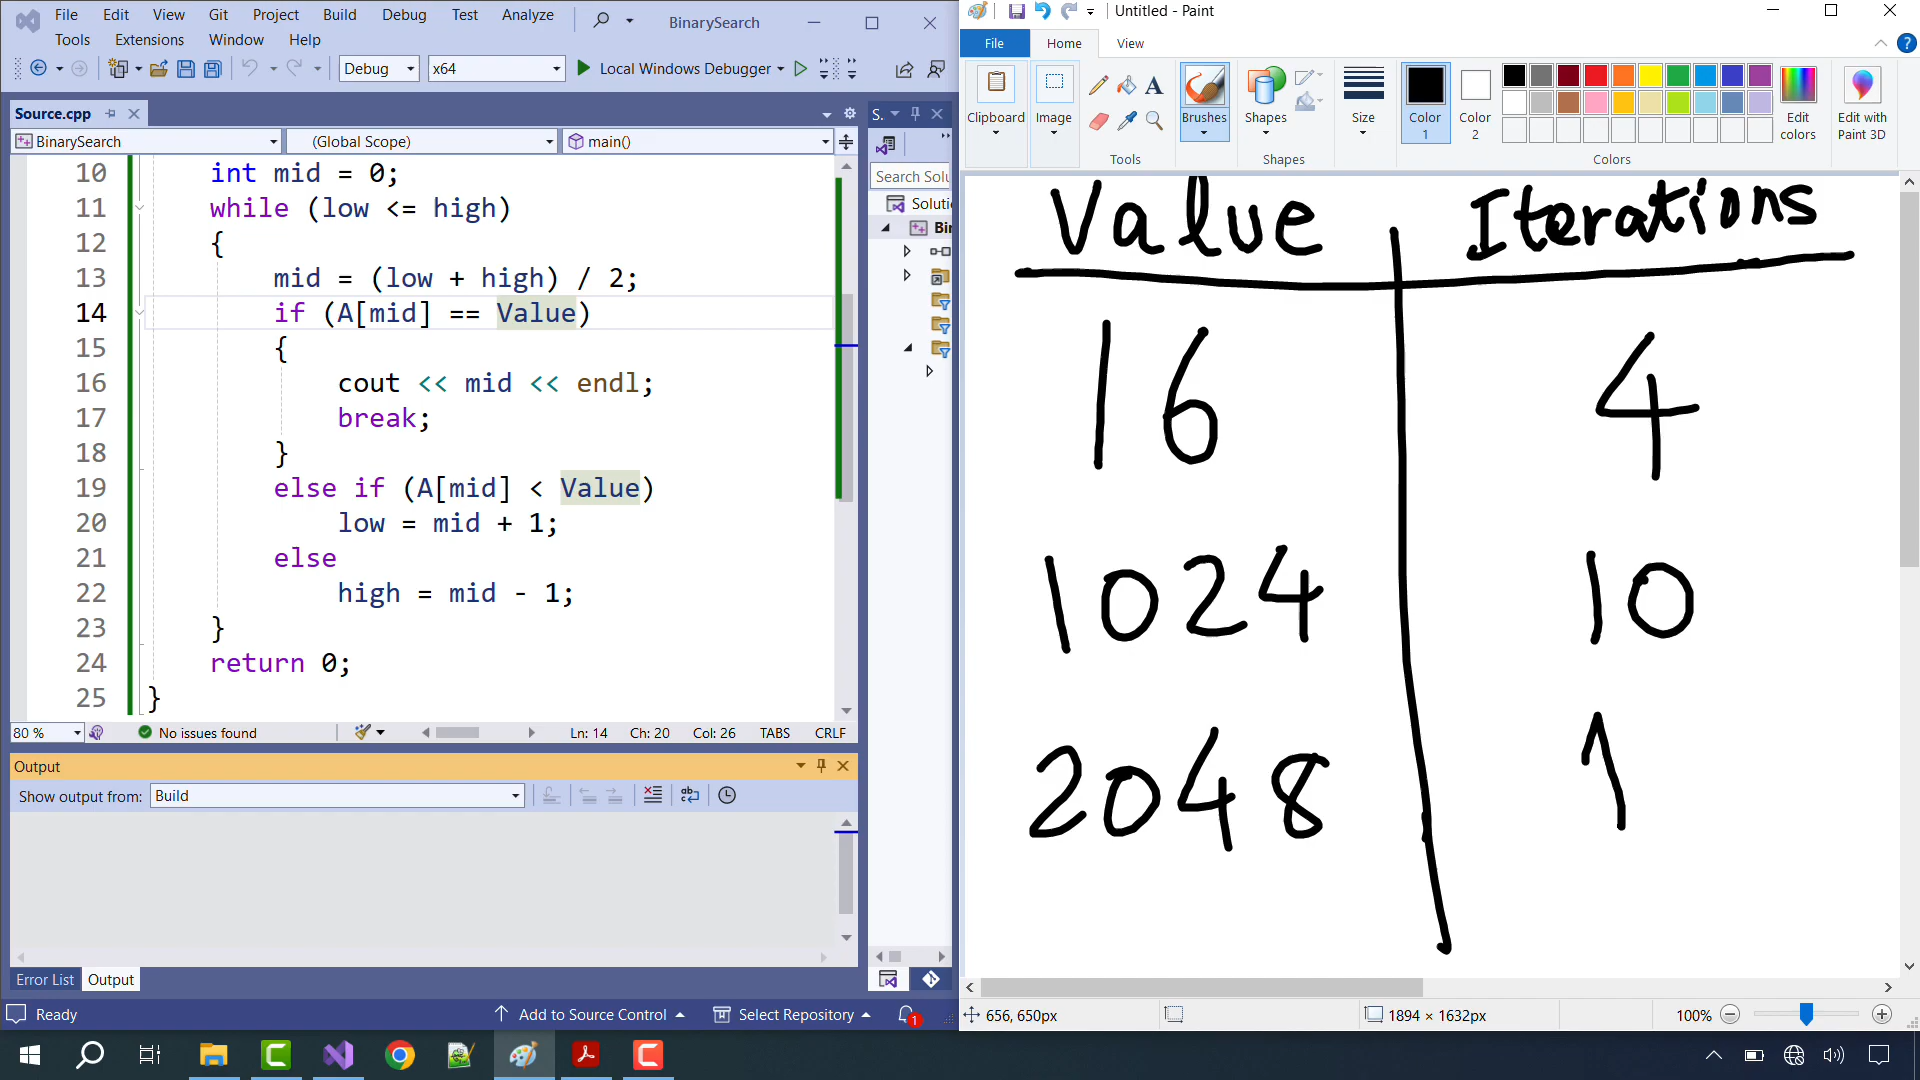 File Edit View Git Project Build Debug Test Analyze BinarySearch
Tools Extensions Window Help
Debug x64 Local Windows Debugger
Source.cpp S.
BinarySearch (Global Scope) main()
Search Solu
Solutio
Bin
10 int mid = 0;
11 while (low <= high)
12 {
13 mid = (low + high) / 2;
14 if (A[mid] == Value)
15 {
16 cout << mid << endl;
17 break;
18 }
19 else if (A[mid] < Value)
20 low = mid + 1;
21 else
22 high = mid - 1;
23 }
24 return 0;
25 }
80 % No issues found Ln: 14 Ch: 20 Col: 26 TABS CRLF
Output
Show output from: Build
Error List Output
Ready Add to Source Control Select Repository 1
Untitled - Paint
File Home View
Clipboard Image Tools Brushes Shapes Size Color 1 Color 2 Edit colors Edit with Paint 3D
Shapes Colors
Value Iterations
16 4
1024 10
2048 1
656, 650px 1894 × 1632px 100%